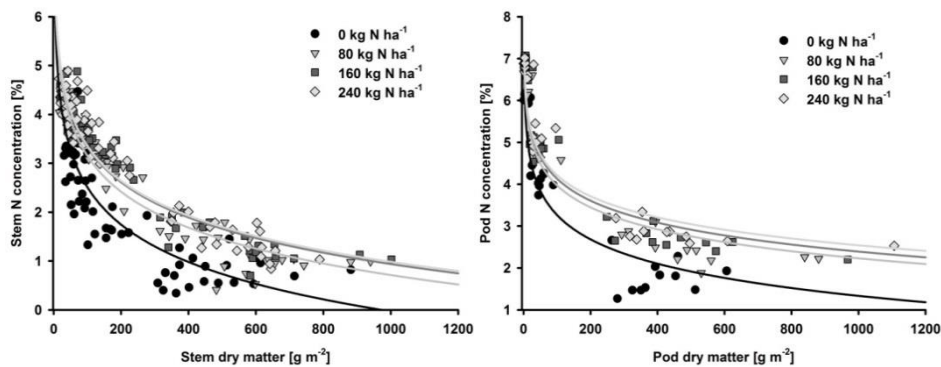 6
5
4
3
2
1
0
Stem N concentration [%]
0 kg N ha⁻¹
80 kg N ha⁻¹
160 kg N ha⁻¹
240 kg N ha⁻¹
0 200 400 600 800 1000 1200
Stem dry matter [g m⁻²]
8
7
6
5
4
3
2
1
Pod N concentration [%]
0 kg N ha⁻¹
80 kg N ha⁻¹
160 kg N ha⁻¹
240 kg N ha⁻¹
0 200 400 600 800 1000 1200
Pod dry matter [g m⁻²]